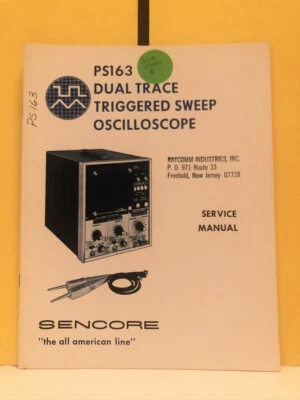 PS163
DUAL TRACE
TRIGGERED SWEEP
OSCILLOSCOPE
PS163
RAYCOMM INDUSTRIES, INC.
P. O. 971 Route 33
Freehold, New Jersey 07728
SERVICE
MANUAL
SENCORE
"the all american line"